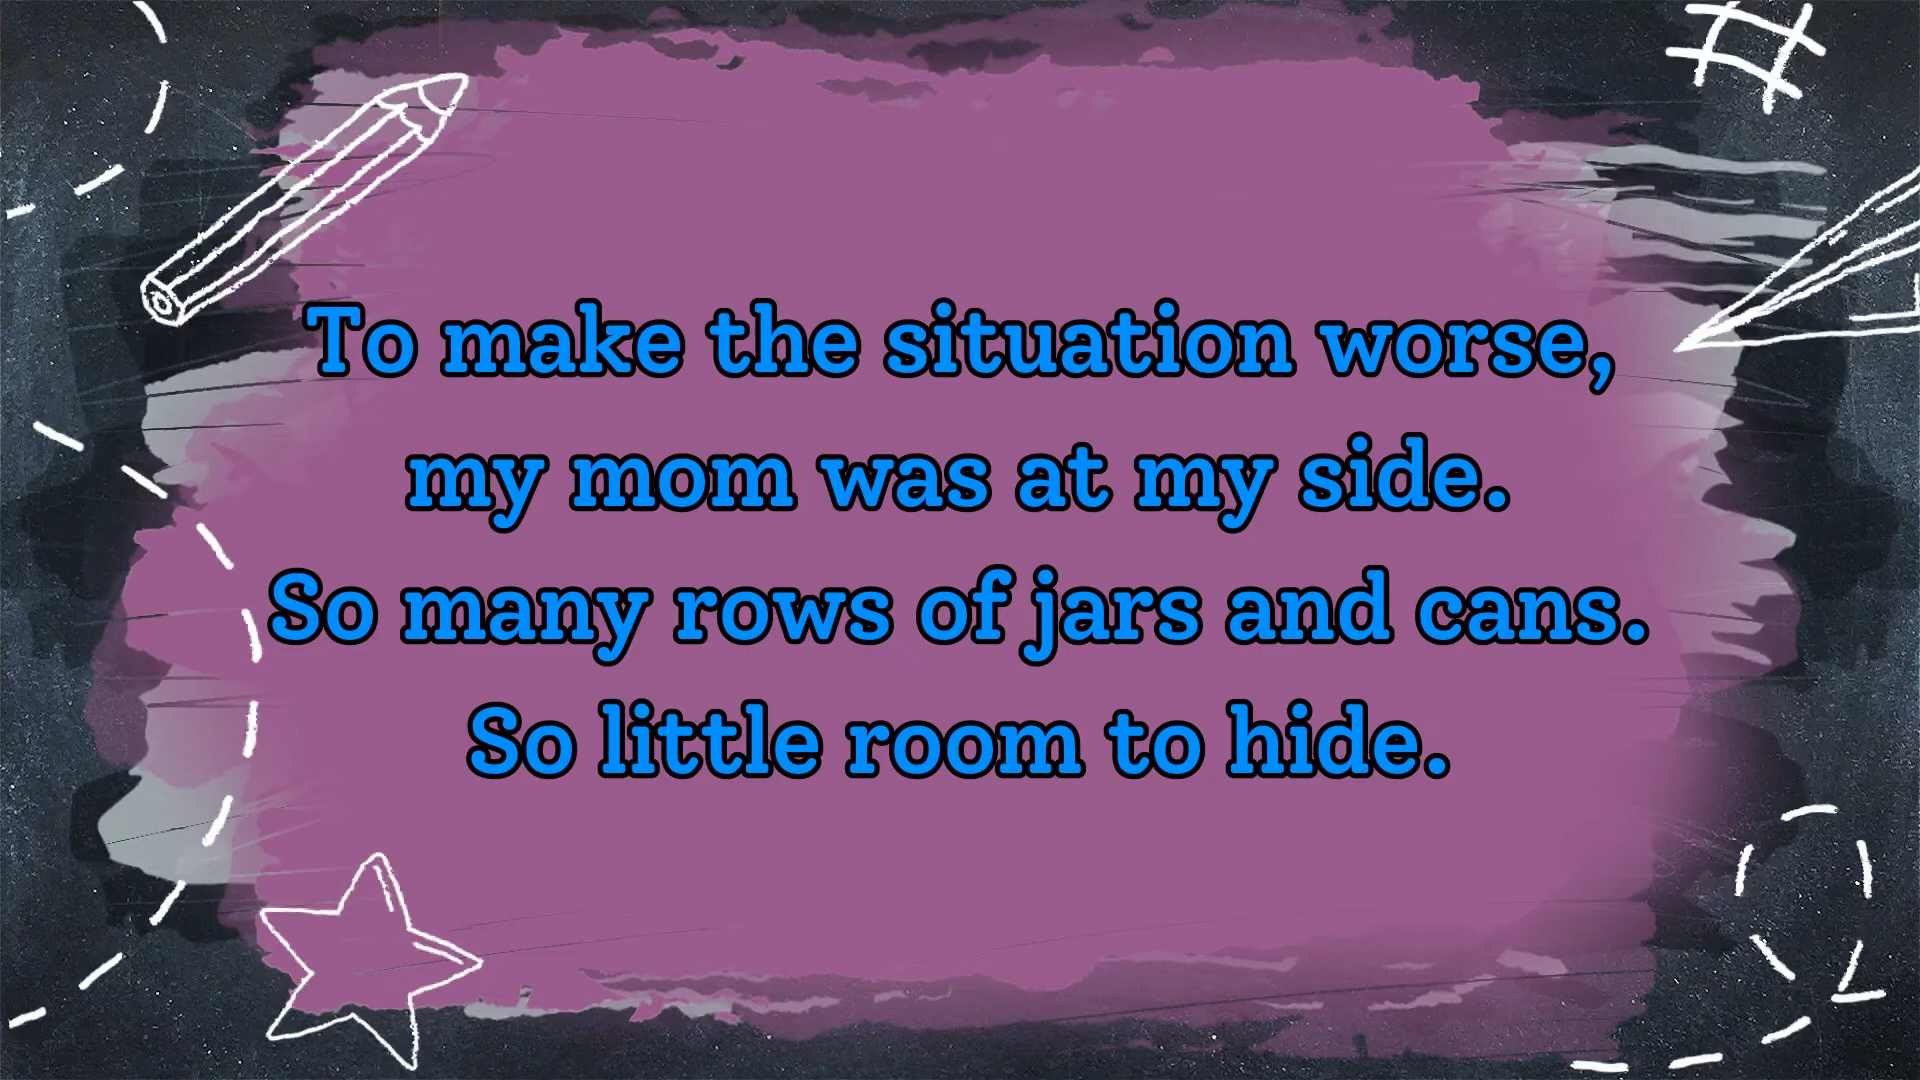 To make the situation worse,
my mom was at my side.
So many rows of jars and cans.
So little room to hide.